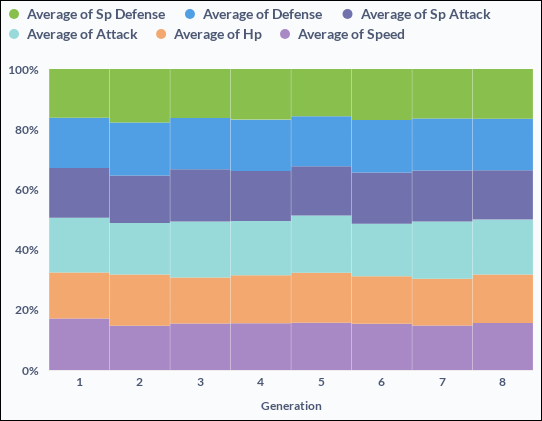 Average of Sp Defense Average of Defense Average of Sp Attack
Average of Attack Average of Hp Average of Speed
100%
80%
60%
40%
20%
0%
1 2 3 4 5 6 7 8
Generation